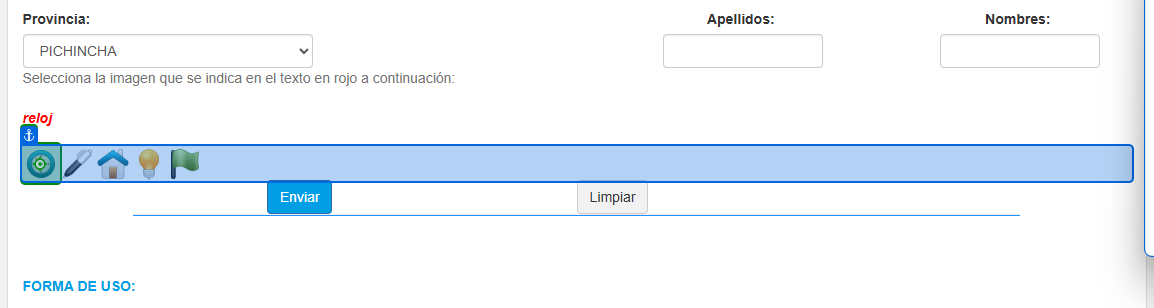 Provincia:
Apellidos:
Nombres:
PICHINCHA
Selecciona la imagen que se indica en el texto en rojo a continuación:
reloj
Enviar
Limpiar
FORMA DE USO: